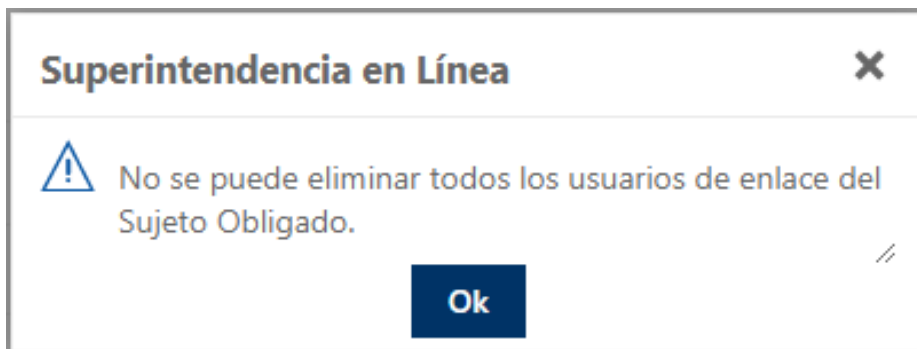 Superintendencia en Línea
No se puede eliminar todos los usuarios de enlace del
Sujeto Obligado.
Ok